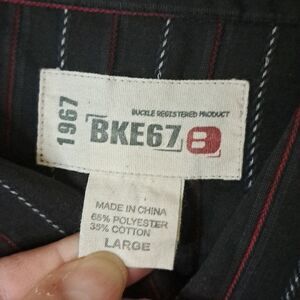 1967
BUCKLE REGISTERED PRODUCT
BKE67 B
MADE IN CHINA
65% POLYESTER
35% COTTON
LARGE